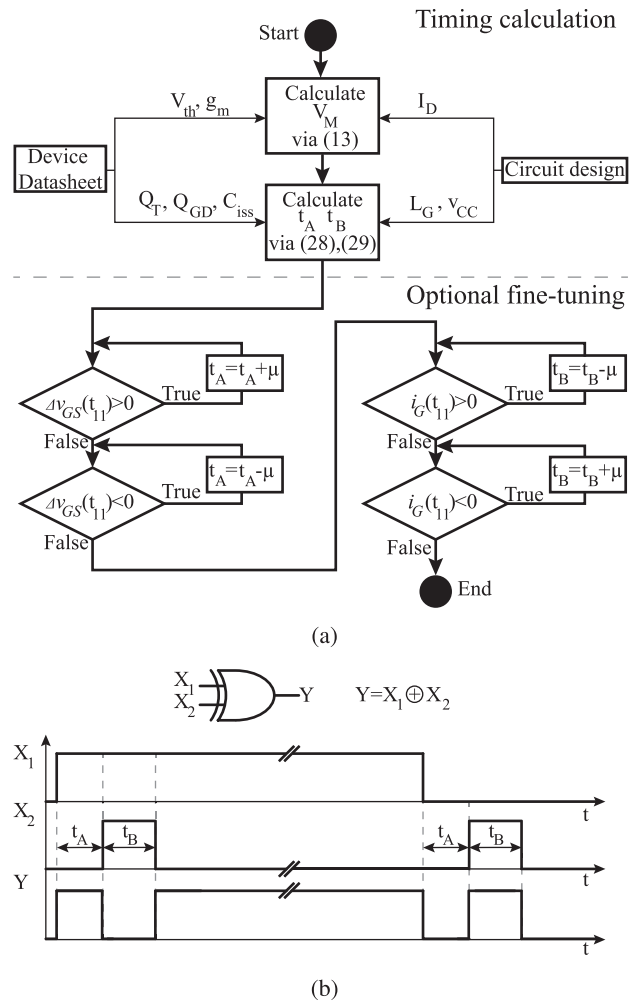 Start
Timing calculation
Calculate
V_M
via (13)
V_th, g_m
I_D
Device
Datasheet
Circuit design
Q_T, Q_GD, C_iss
L_G, v_CC
Calculate
t_A t_B
via (28),(29)
Optional fine-tuning
t_A=t_A+μ
Δv_GS(t_11)>0
True
False
t_A=t_A-μ
Δv_GS(t_11)<0
True
False
t_B=t_B-μ
i_G(t_11)>0
True
False
t_B=t_B+μ
i_G(t_11)<0
True
False
End
(a)
X_1
X_2
Y
Y=X_1⊕X_2
X_1
t
X_2
t_A
t_B
t_A
t_B
t
Y
t
(b)